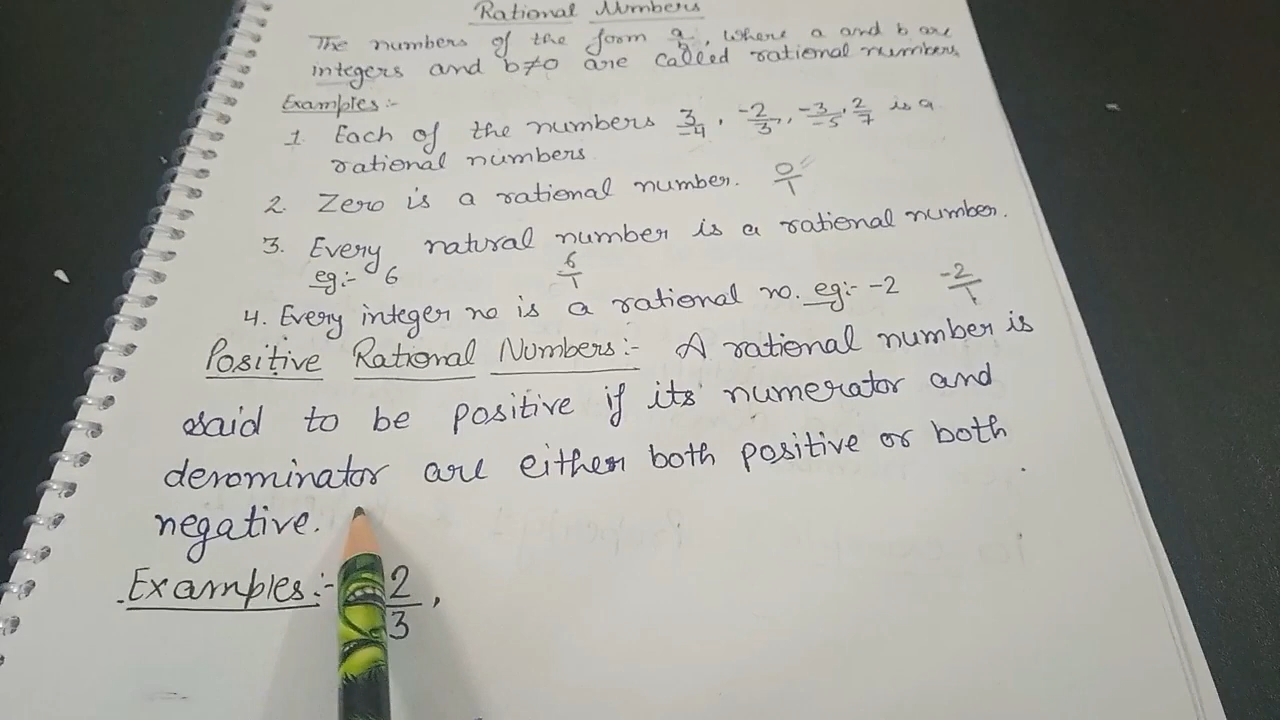 Rational Numbers
The numbers of the form a/b, where a and b are
integers and b≠0 are called rational numbers
Examples:-
1. Each of the numbers 3/-4, -2/3, -3/-5, 2/7 is a
rational numbers
2. Zero is a rational number. 0/1
3. Every natural number is a rational number.
eg:- 6 6/1
4. Every integer no is a rational no. eg:- -2 -2/1
Positive Rational Numbers:- A rational number is
said to be positive if its numerator and
denominator are either both positive or both
negative.
Examples:- 2/3,